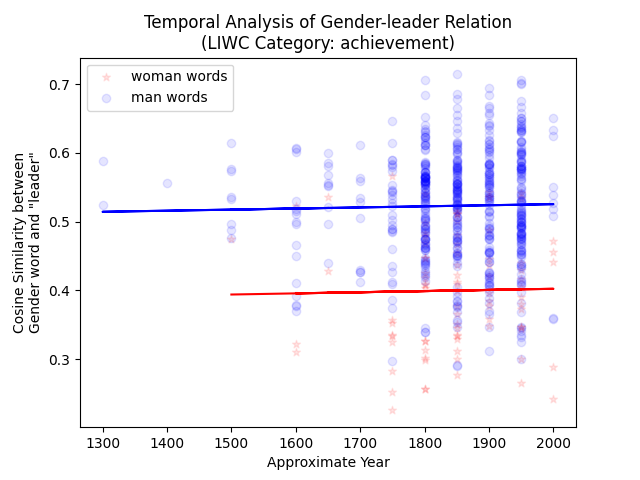 Temporal Analysis of Gender-leader Relation
(LIWC Category: achievement)
woman words
man words
0.7
0.6
0.5
0.4
0.3
Cosine Similarity between
Gender word and "leader"
1300 1400 1500 1600 1700 1800 1900 2000
Approximate Year